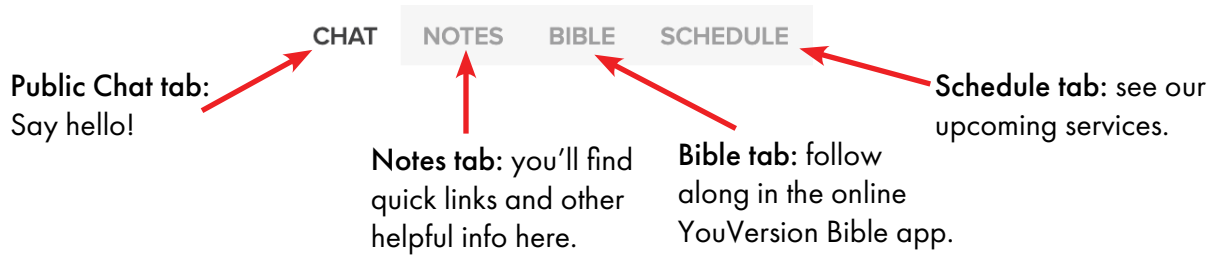 CHAT NOTES BIBLE SCHEDULE
Public Chat tab:
Say hello!
Notes tab: you’ll find
quick links and other
helpful info here.
Bible tab: follow
along in the online
YouVersion Bible app.
Schedule tab: see our
upcoming services.